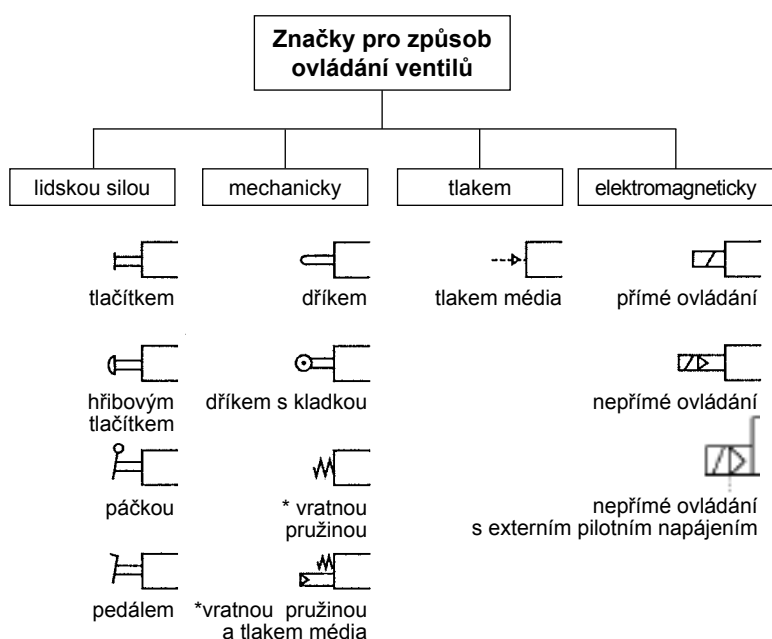 Značky pro způsob
ovládání ventilů
lidskou silou
mechanicky
tlakem
elektromagneticky
tlačítkem
dříkem
tlakem média
přímé ovládání
hřibovým
tlačítkem
dříkem s kladkou
nepřímé ovládání
páčkou
* vratnou
pružinou
nepřímé ovládání
s externím pilotním napájením
pedálem
*vratnou pružinou
a tlakem média